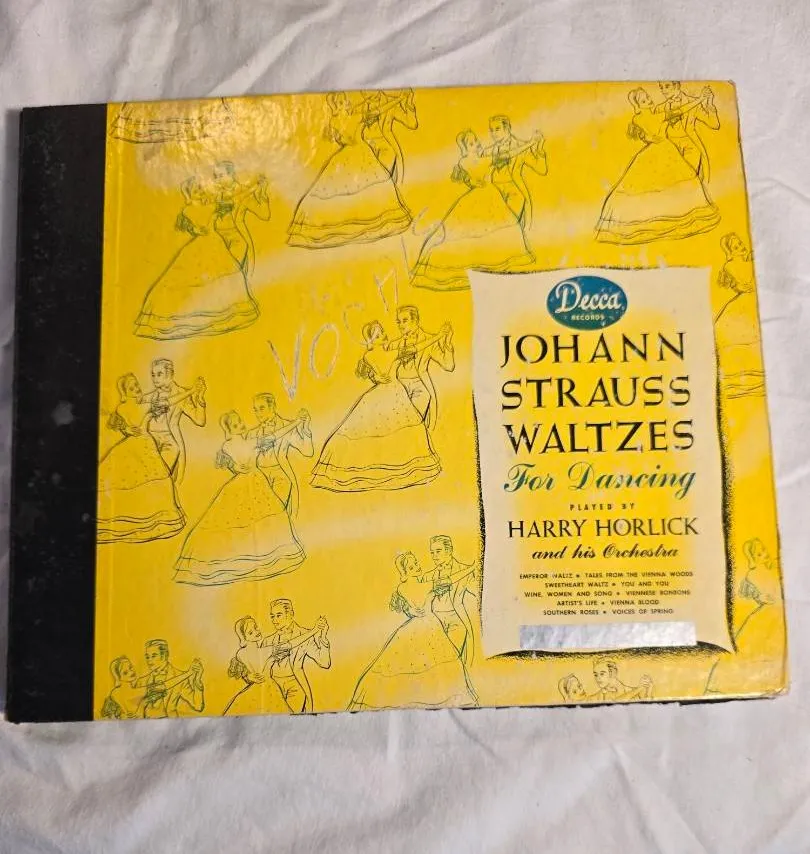 VOCALS
Decca
RECORDS
JOHANN
STRAUSS
WALTZES
For Dancing
PLAYED BY
HARRY HORLICK
and his Orchestra
EMPEROR WALTZ • TALES FROM THE VIENNA WOODS
SWEETHEART WALTZ • YOU AND YOU
WINE, WOMEN AND SONG • VIENNESE BONBONS
ARTIST'S LIFE • VIENNA BLOOD
SOUTHERN ROSES • VOICES OF SPRING